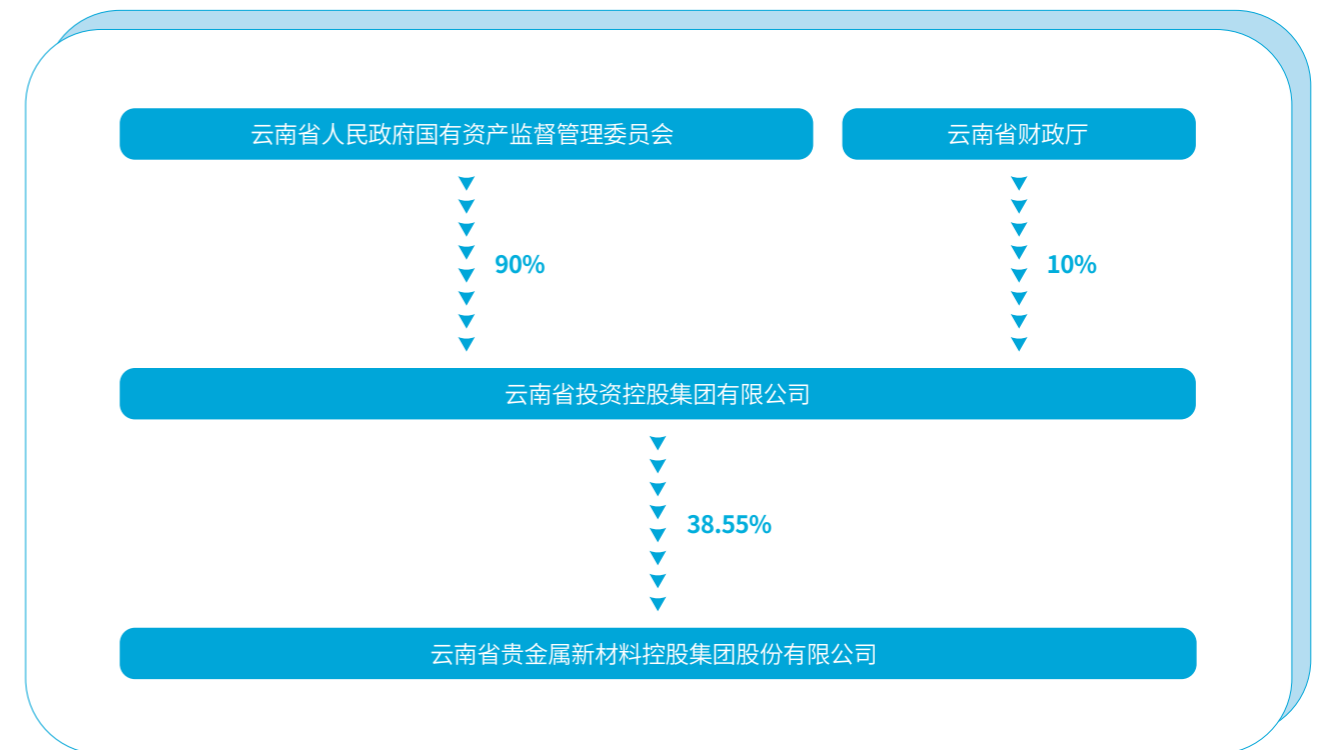 云南省人民政府国有资产监督管理委员会
云南省财政厅
90%
10%
云南省投资控股集团有限公司
38.55%
云南省贵金属新材料控股集团股份有限公司